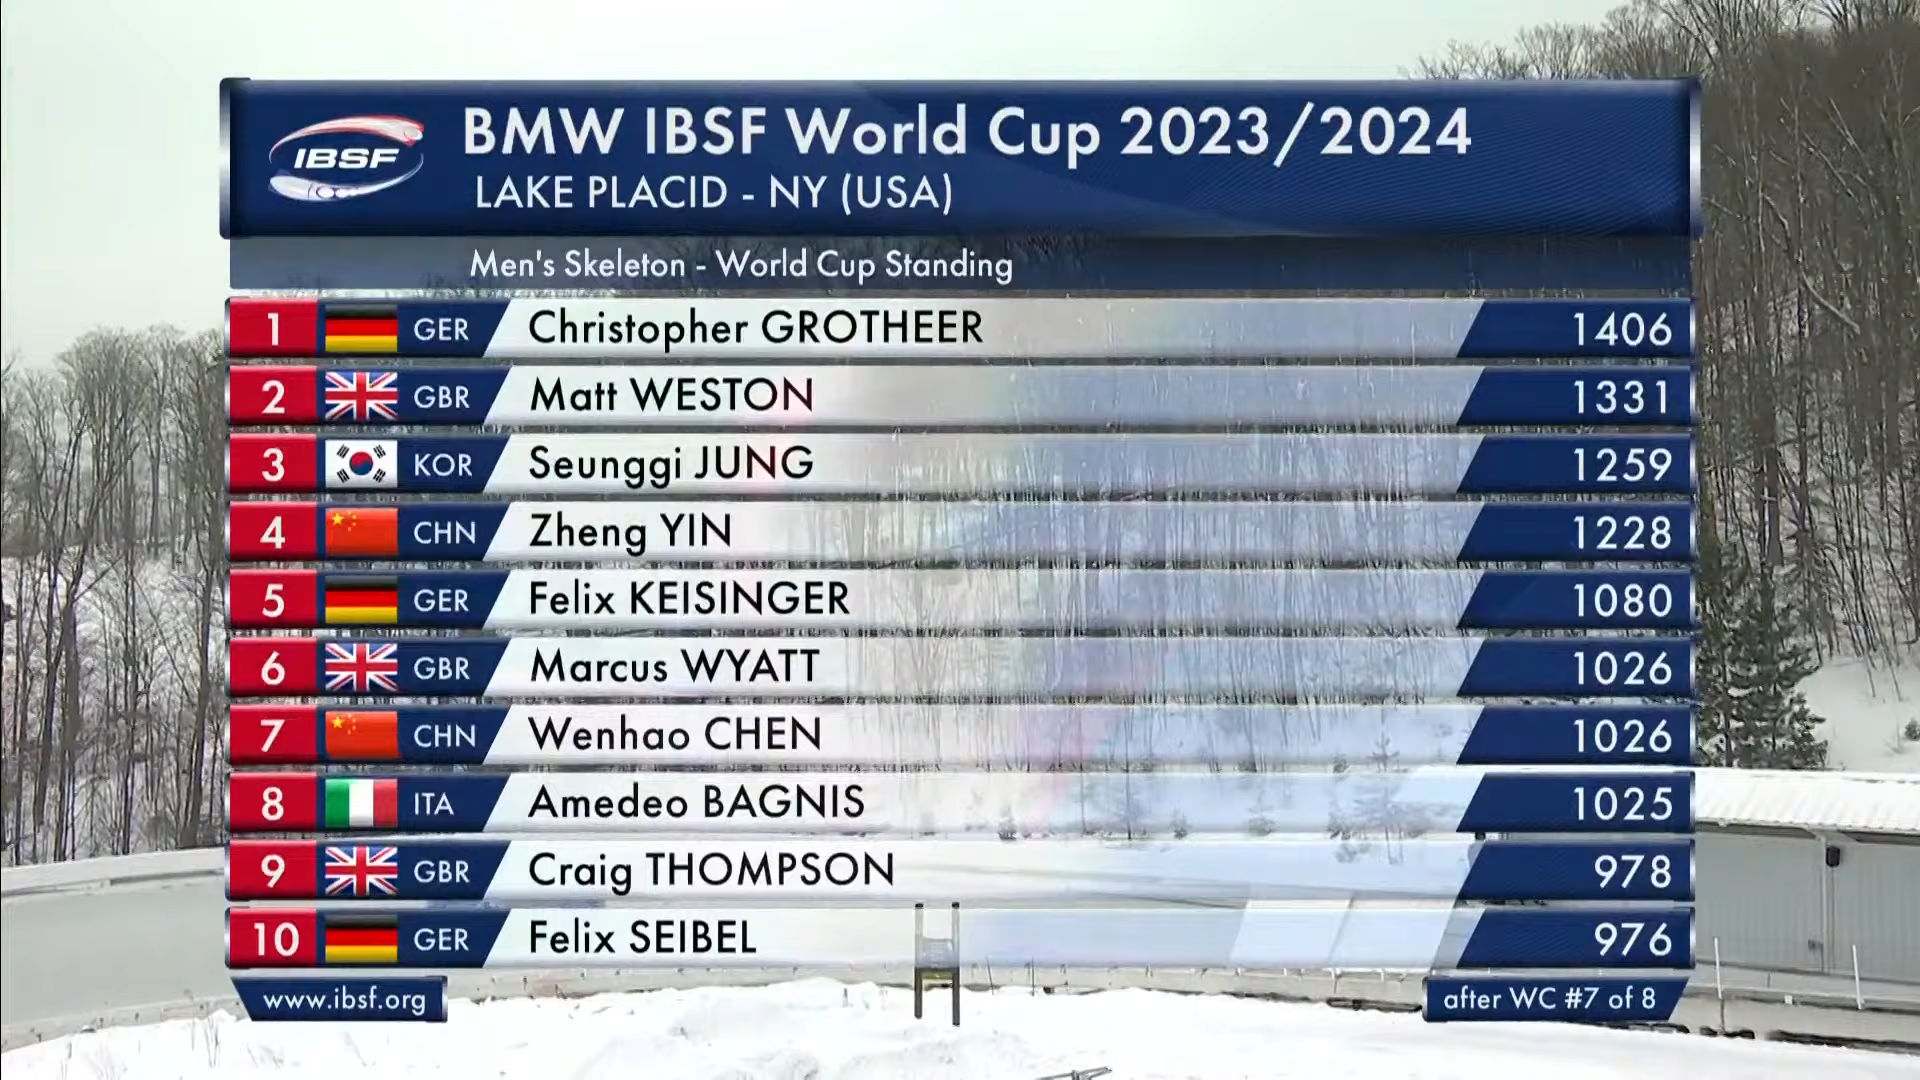 IBSF
BMW IBSF World Cup 2023/2024
LAKE PLACID - NY (USA)
Men's Skeleton - World Cup Standing
1 GER Christopher GROTHEER 1406
2 GBR Matt WESTON 1331
3 KOR Seunggi JUNG 1259
4 CHN Zheng YIN 1228
5 GER Felix KEISINGER 1080
6 GBR Marcus WYATT 1026
7 CHN Wenhao CHEN 1026
8 ITA Amedeo BAGNIS 1025
9 GBR Craig THOMPSON 978
10 GER Felix SEIBEL 976
www.ibsf.org after WC #7 of 8